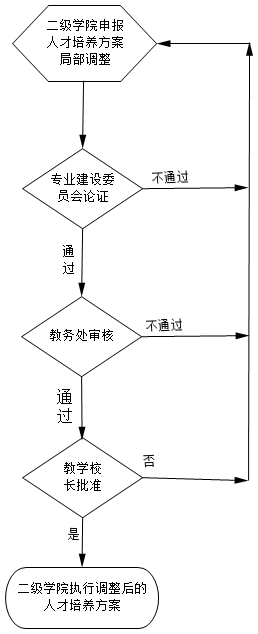 二级学院申报
人才培养方案
局部调整
专业建设委
员会论证
不通过
通
过
教务处审核
不通过
通
过
教学校
长批准
否
是
二级学院执行调整后的
人才培养方案